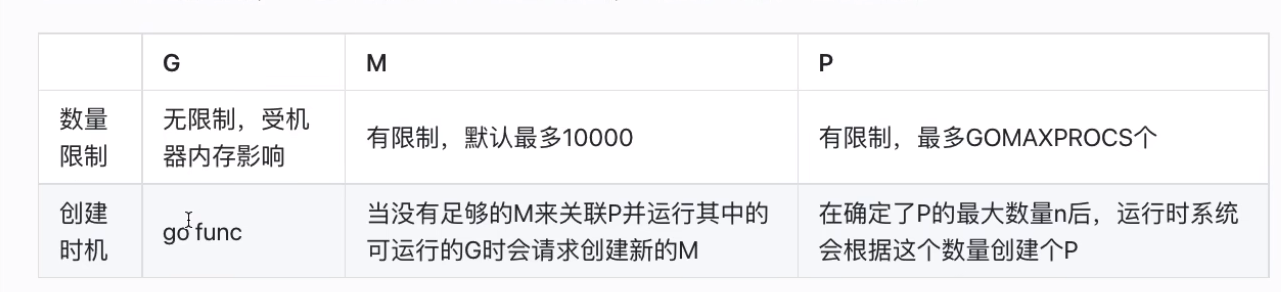 G M P
数量限制 无限制，受机器内存影响 有限制，默认最多10000 有限制，最多GOMAXPROCS个
创建时机 go func 当没有足够的M来关联P并运行其中的可运行的G时会请求创建新的M 在确定了P的最大数量n后，运行时系统会根据这个数量创建个P